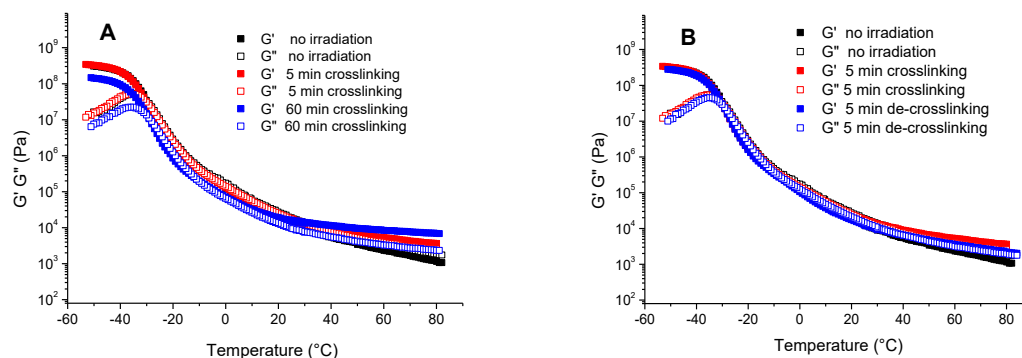 A
G' no irradiation
G" no irradiation
G' 5 min crosslinking
G" 5 min crosslinking
G' 60 min crosslinking
G" 60 min crosslinking
10⁹
10⁸
10⁷
10⁶
10⁵
10⁴
10³
10²
G' G" (Pa)
-60 -40 -20 0 20 40 60 80
Temperature (°C)
B
G' no irradiation
G" no irradiation
G' 5 min crosslinking
G" 5 min crosslinking
G' 5 min de-crosslinking
G" 5 min de-crosslinking
10⁹
10⁸
10⁷
10⁶
10⁵
10⁴
10³
10²
G' G" (Pa)
-60 -40 -20 0 20 40 60 80
Temperature (°C)